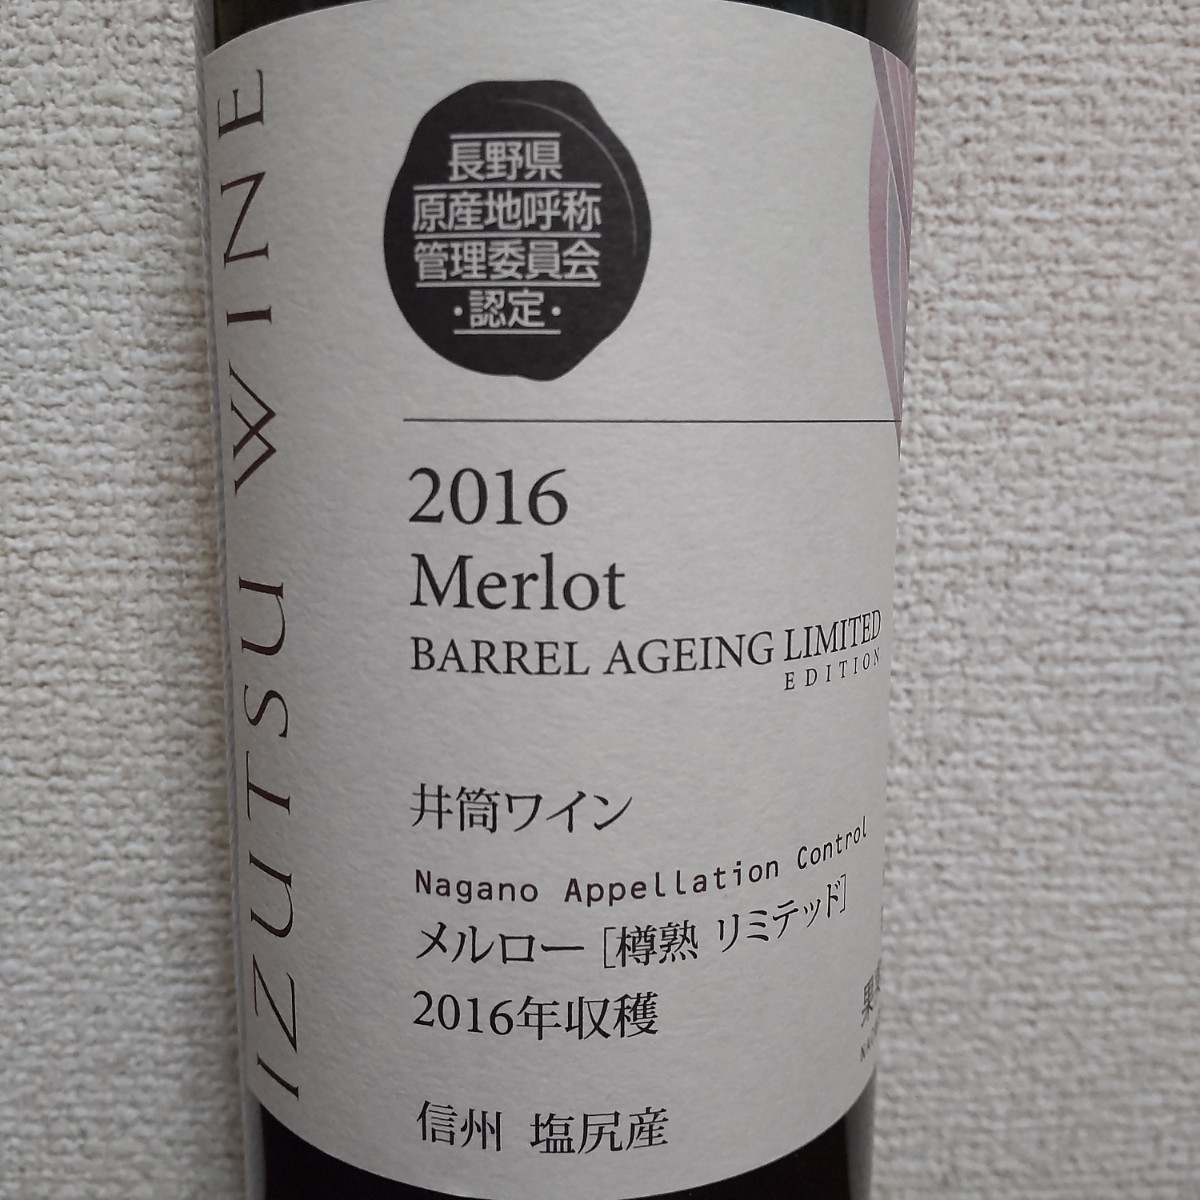 IZUTSU WINE
長野県
原産地呼称
管理委員会
・認定・
2016
Merlot
BARREL AGEING LIMITED
EDITION
井筒ワイン
Nagano Appellation Control
メルロー［樽熟 リミテッド］
2016年収穫
信州 塩尻産